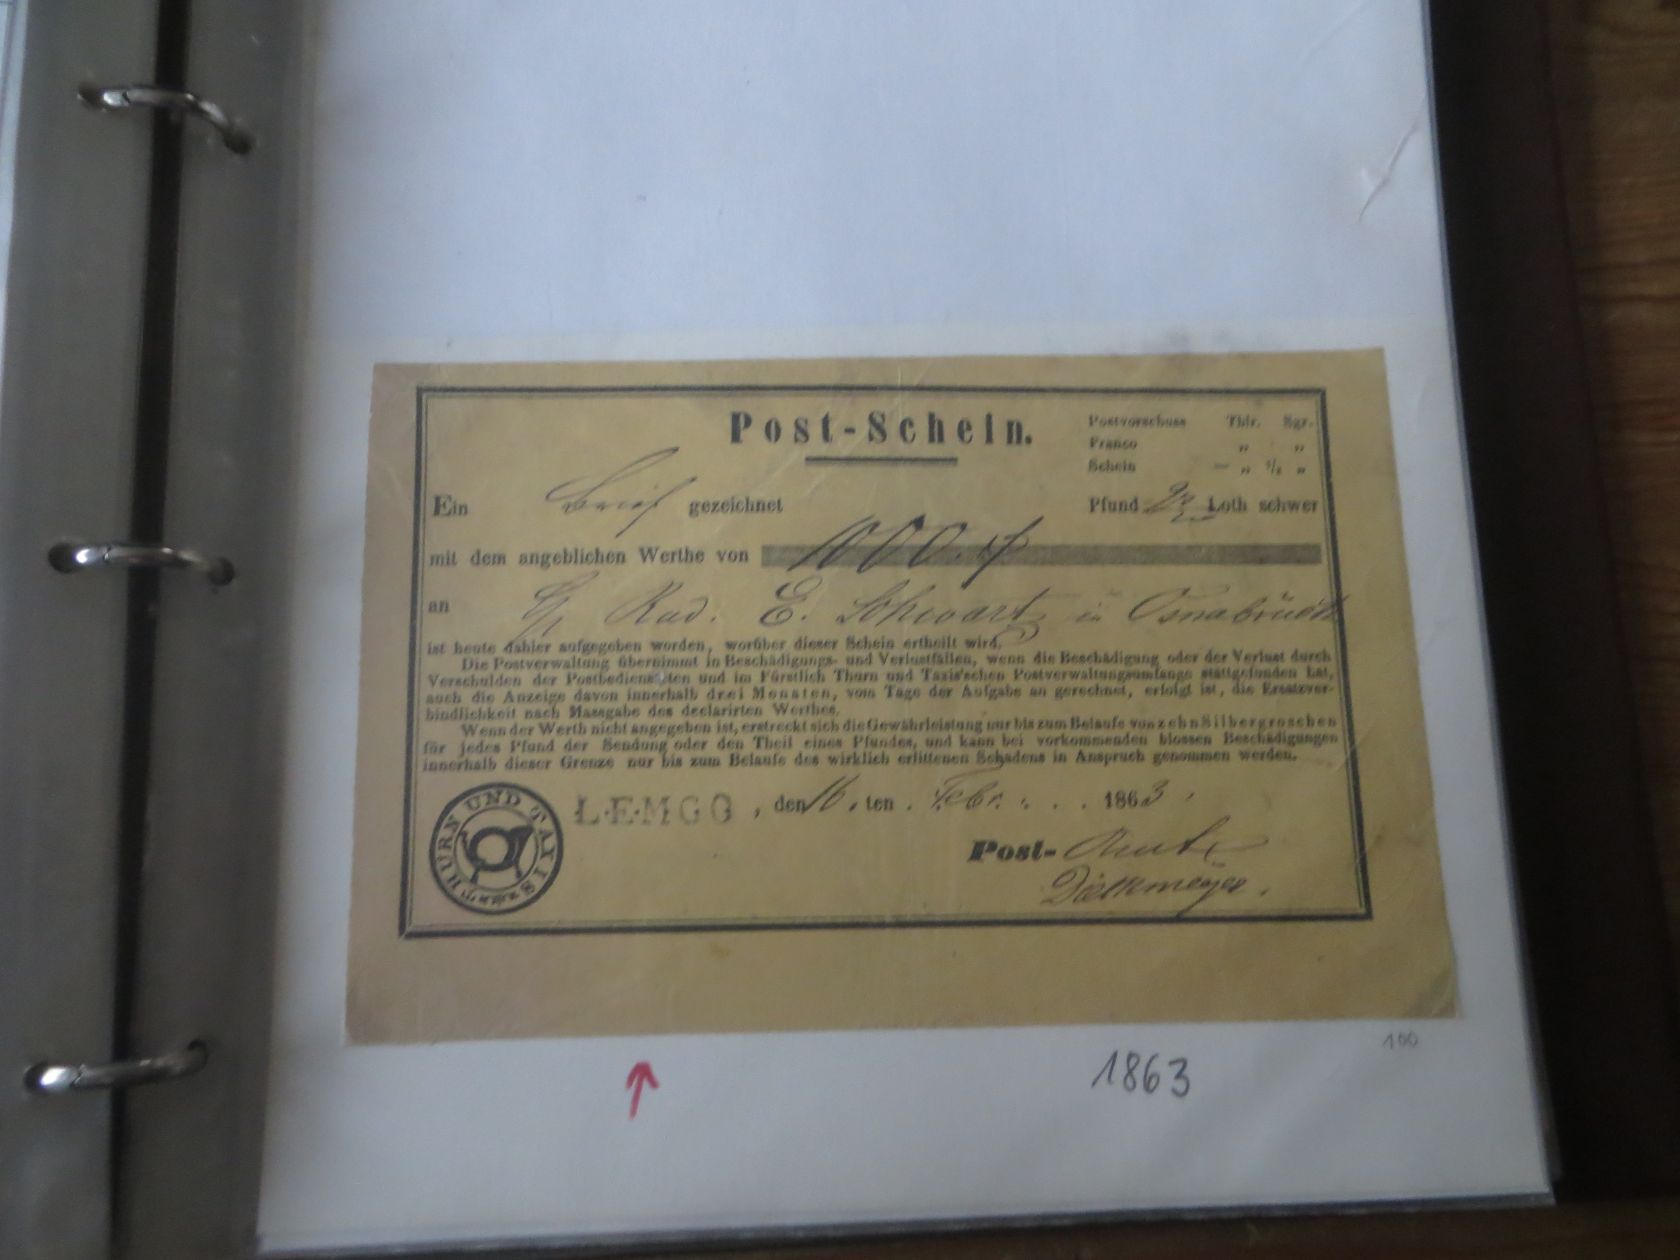 Post-Schein.
Postvorschuss Thlr. Sgr.
Franco „ „
Schein — „ ½ „
Ein Brief gezeichnet Pfund Loth schwer
mit dem angeblichen Werthe von 1000.
an E. Schwartz in Osnabrück
ist heute dahier aufgegeben worden, worüber dieser Schein ertheilt wird.
Die Postverwaltung übernimmt in Beschädigungs- und Verlustfällen, wenn die Beschädigung oder der Verlust durch
Verschulden der Postbediensteten und im Fürstlich Thurn und Taxis'schen Postverwaltungsumfange stattgefunden hat,
auch die Anzeige davon innerhalb drei Monaten, vom Tage der Aufgabe an gerechnet, erfolgt ist, die Ersatzver-
bindlichkeit nach Massgabe des declarirten Werthes.
Wenn der Werth nicht angegeben ist, erstreckt sich die Gewährleistung nur bis zum Belaufe von zehn Silbergroschen
für jedes Pfund der Sendung oder den Theil eines Pfundes, und kann bei vorkommenden blossen Beschädigungen
innerhalb dieser Grenze nur bis zum Belaufe des wirklich erlittenen Schadens in Anspruch genommen werden.
THURN UND TAXIS
LEMGO, den 16. ten Febr. 1863.
Post-
1863
100